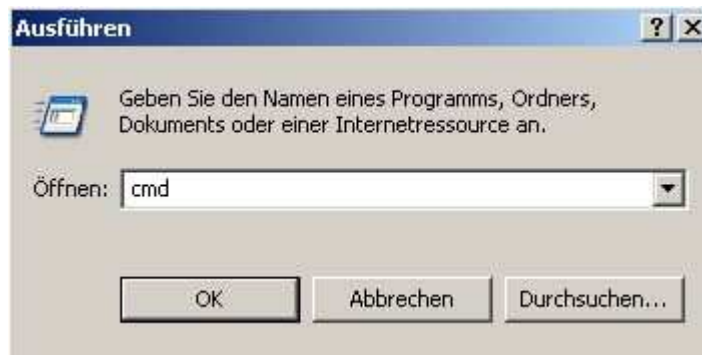 Ausführen
Geben Sie den Namen eines Programms, Ordners,
Dokuments oder einer Internetressource an.
Öffnen: cmd
OK Abbrechen Durchsuchen...